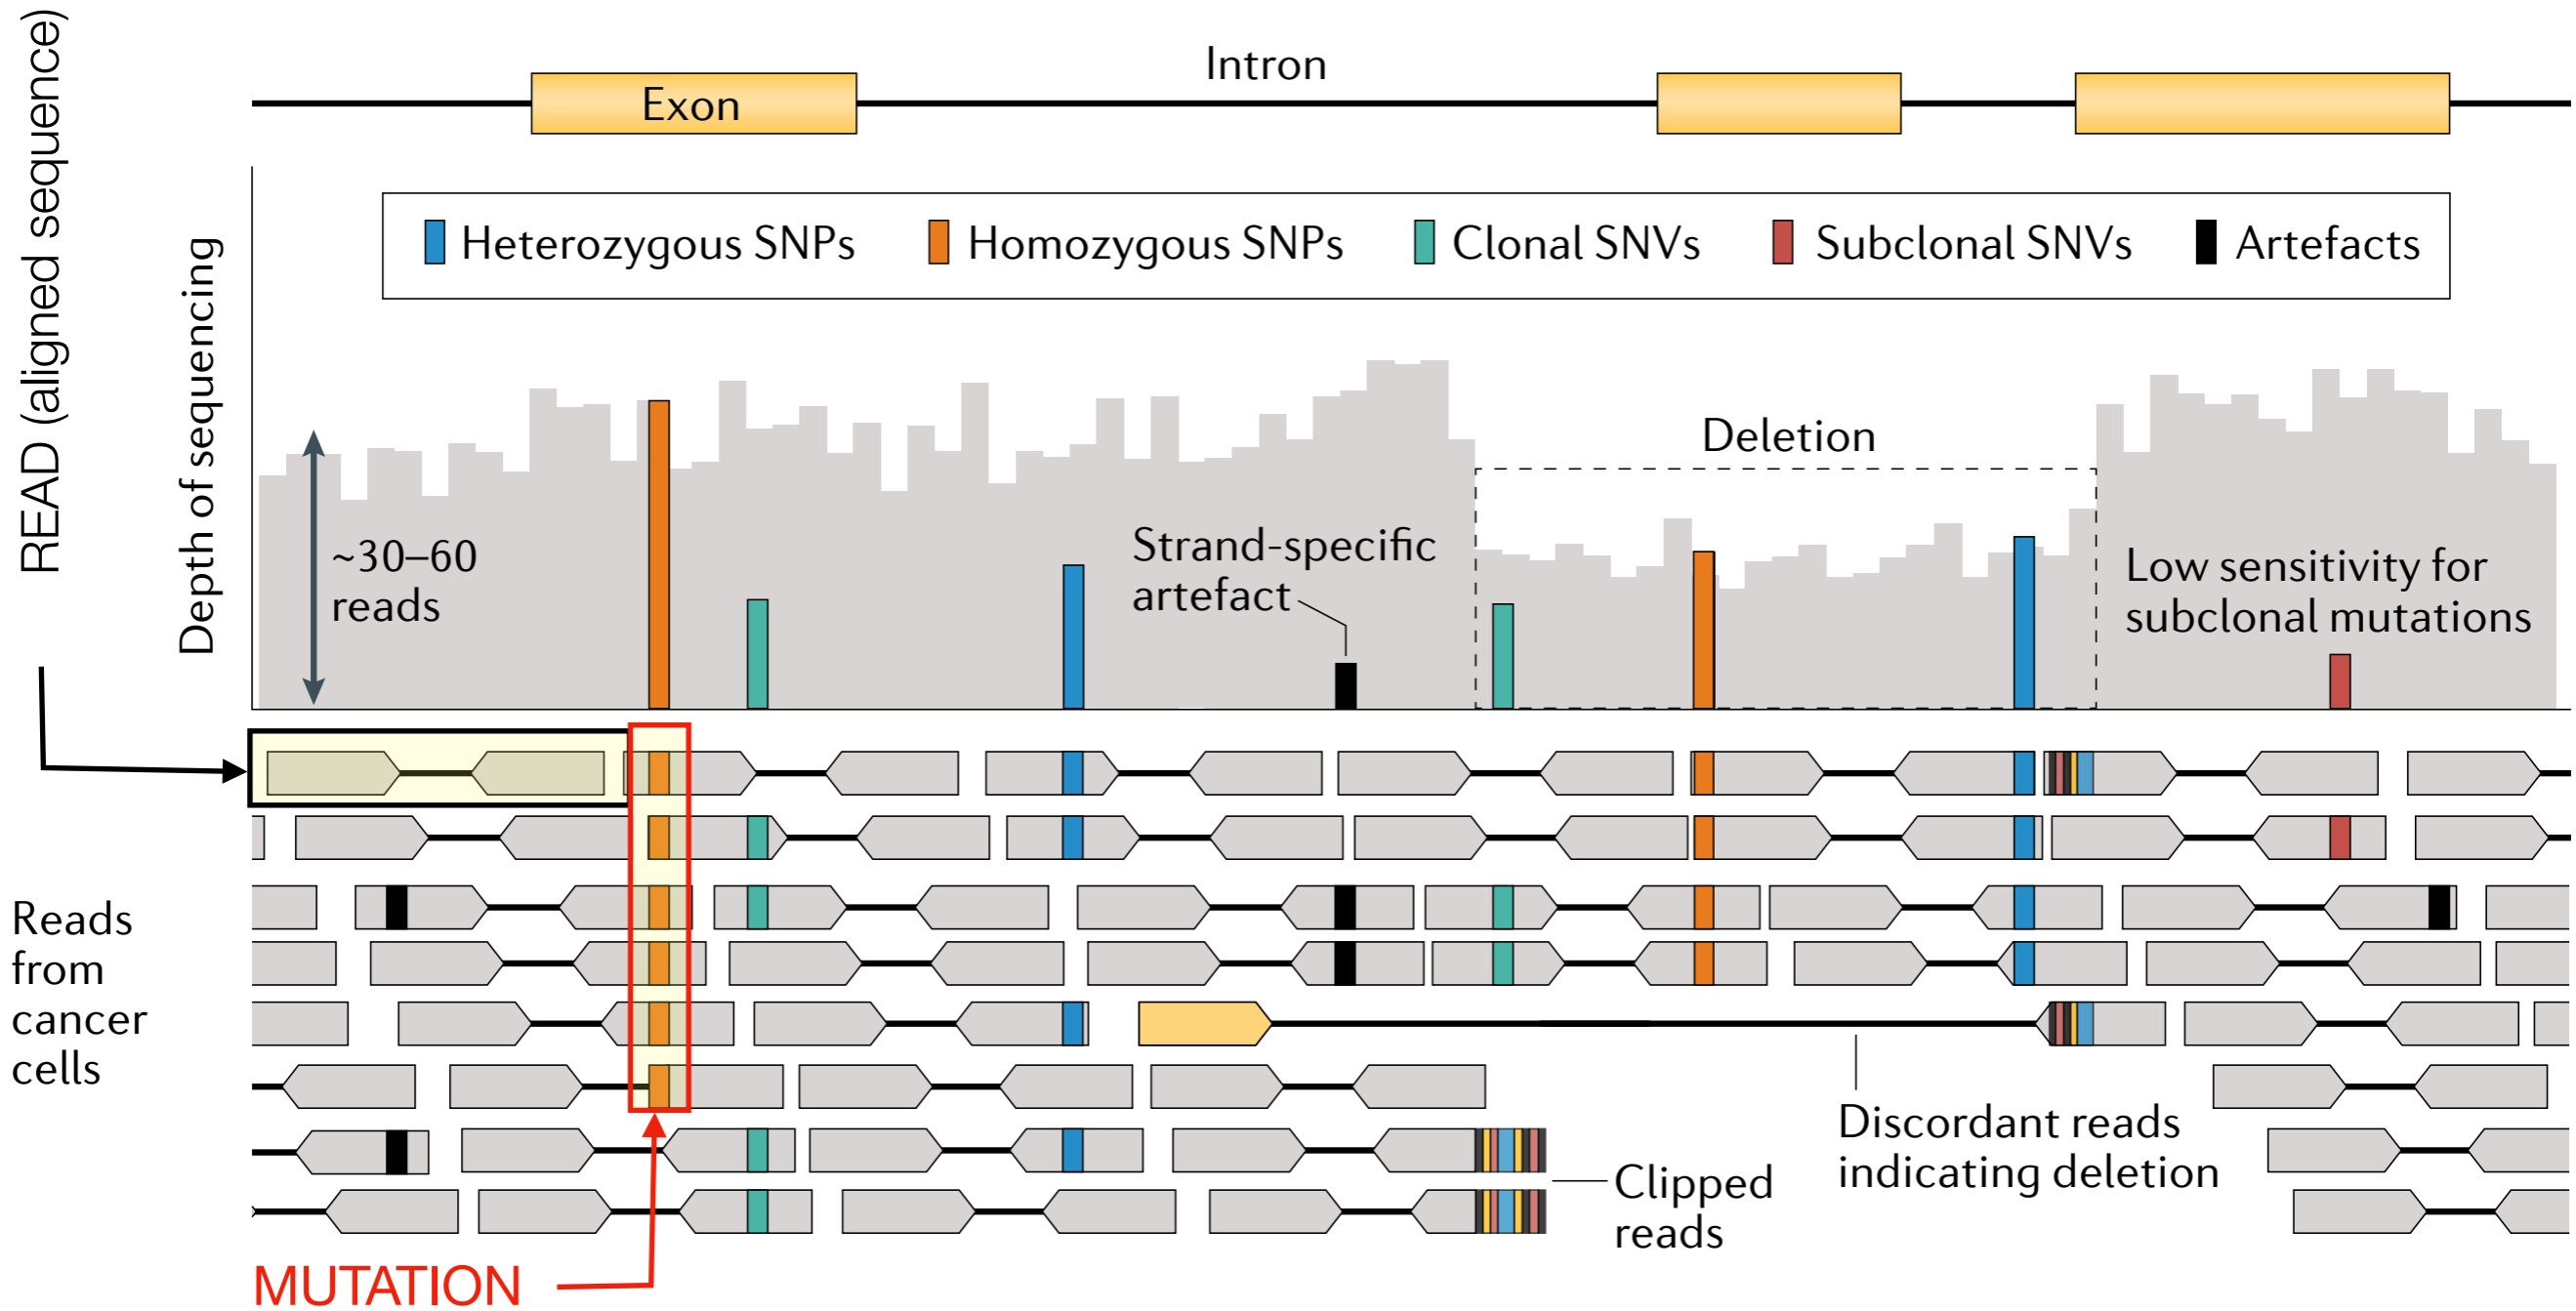 READ (aligned sequence)
Intron
Exon
Depth of sequencing
Heterozygous SNPs
Homozygous SNPs
Clonal SNVs
Subclonal SNVs
Artefacts
~30–60
reads
Strand-specific
artefact
Deletion
Low sensitivity for
subclonal mutations
Reads
from
cancer
cells
Discordant reads
indicating deletion
Clipped
reads
MUTATION